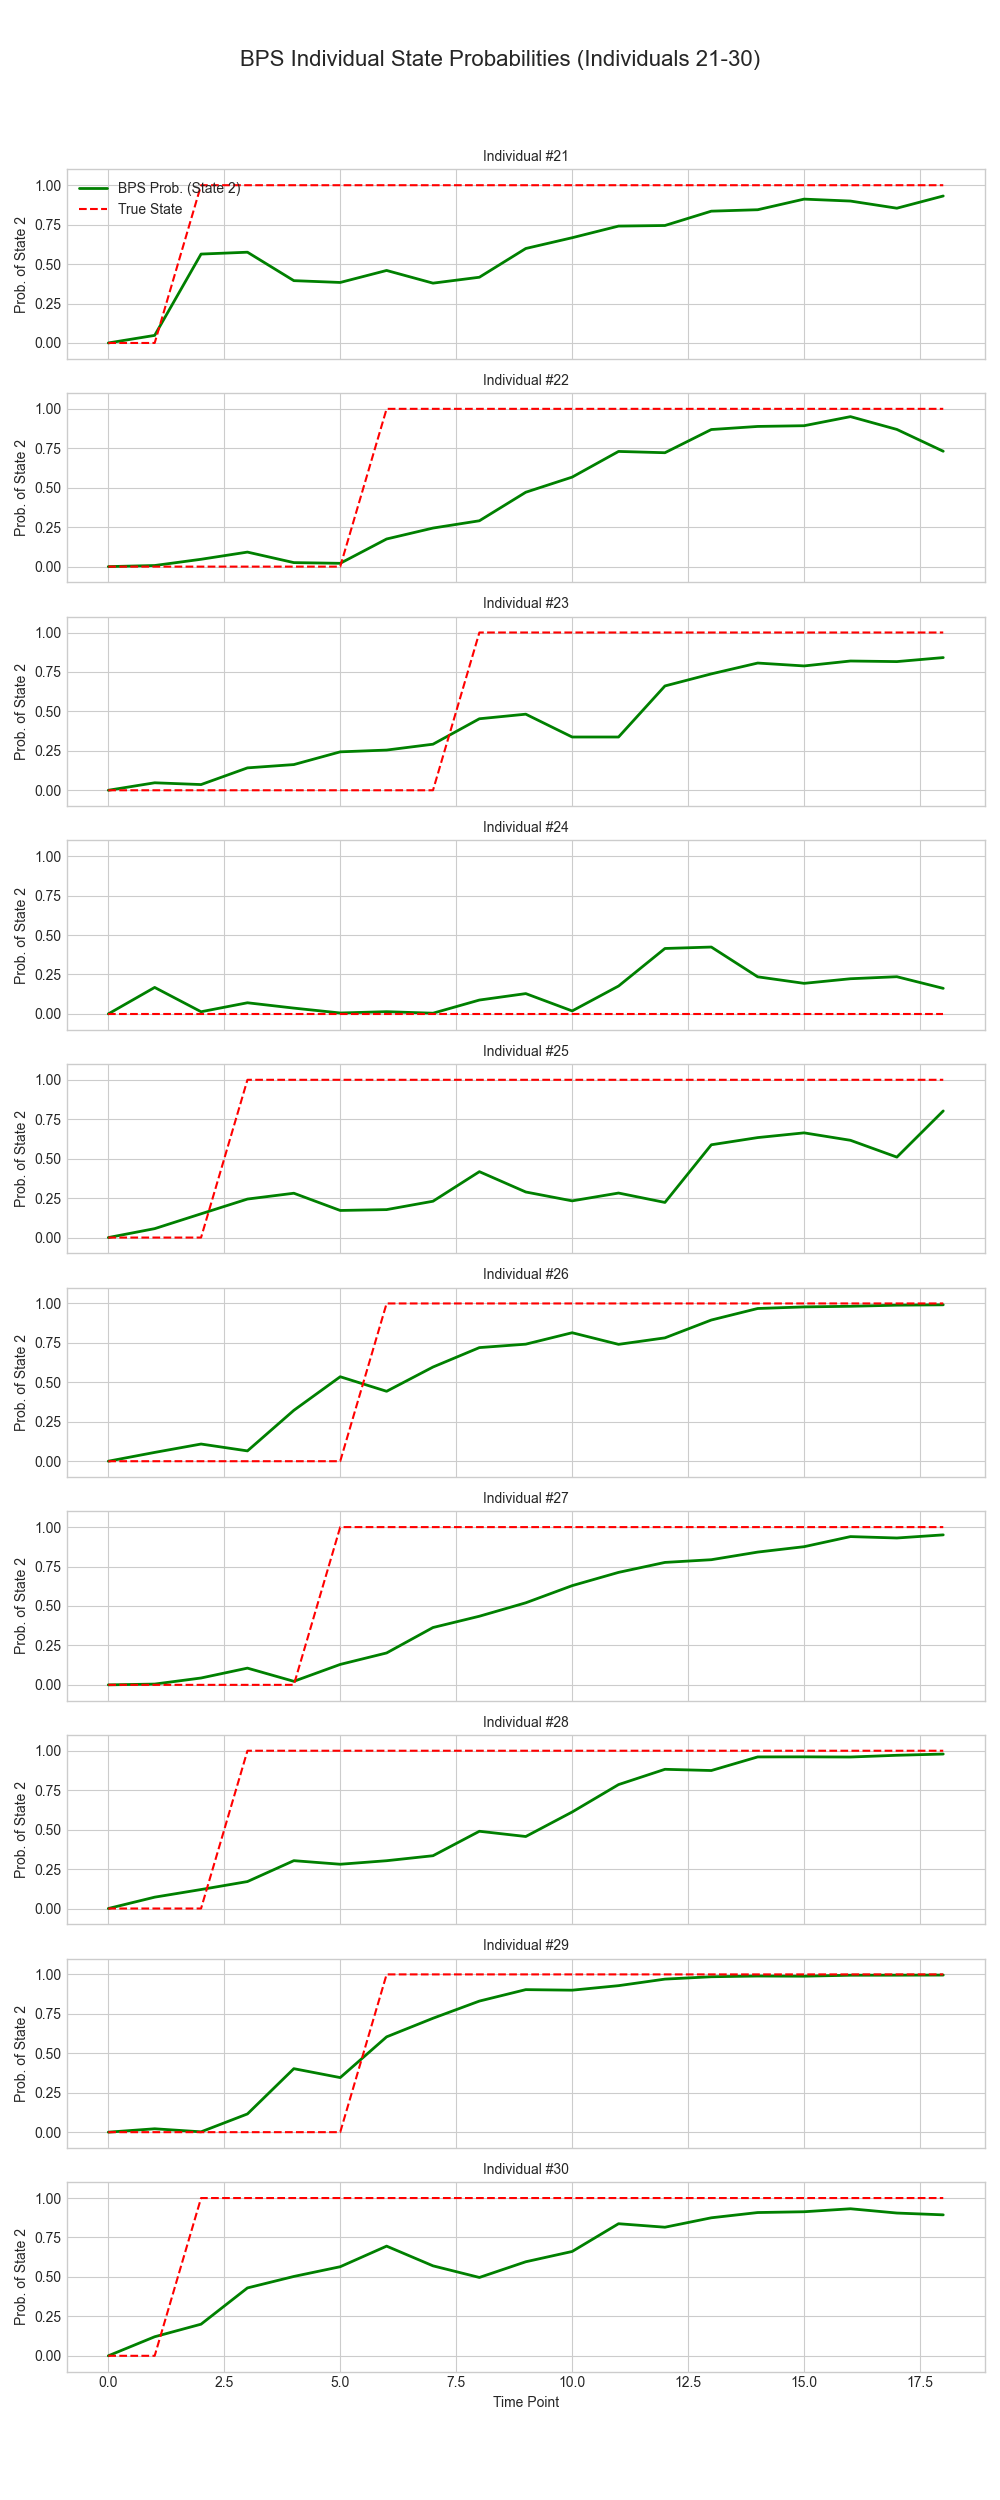 BPS Individual State Probabilities (Individuals 21-30)
Individual #21
BPS Prob. (State 2)
True State
Prob. of State 2
1.00
0.75
0.50
0.25
0.00
Individual #22
Prob. of State 2
1.00
0.75
0.50
0.25
0.00
Individual #23
Prob. of State 2
1.00
0.75
0.50
0.25
0.00
Individual #24
Prob. of State 2
1.00
0.75
0.50
0.25
0.00
Individual #25
Prob. of State 2
1.00
0.75
0.50
0.25
0.00
Individual #26
Prob. of State 2
1.00
0.75
0.50
0.25
0.00
Individual #27
Prob. of State 2
1.00
0.75
0.50
0.25
0.00
Individual #28
Prob. of State 2
1.00
0.75
0.50
0.25
0.00
Individual #29
Prob. of State 2
1.00
0.75
0.50
0.25
0.00
Individual #30
Prob. of State 2
1.00
0.75
0.50
0.25
0.00
0.0 2.5 5.0 7.5 10.0 12.5 15.0 17.5
Time Point